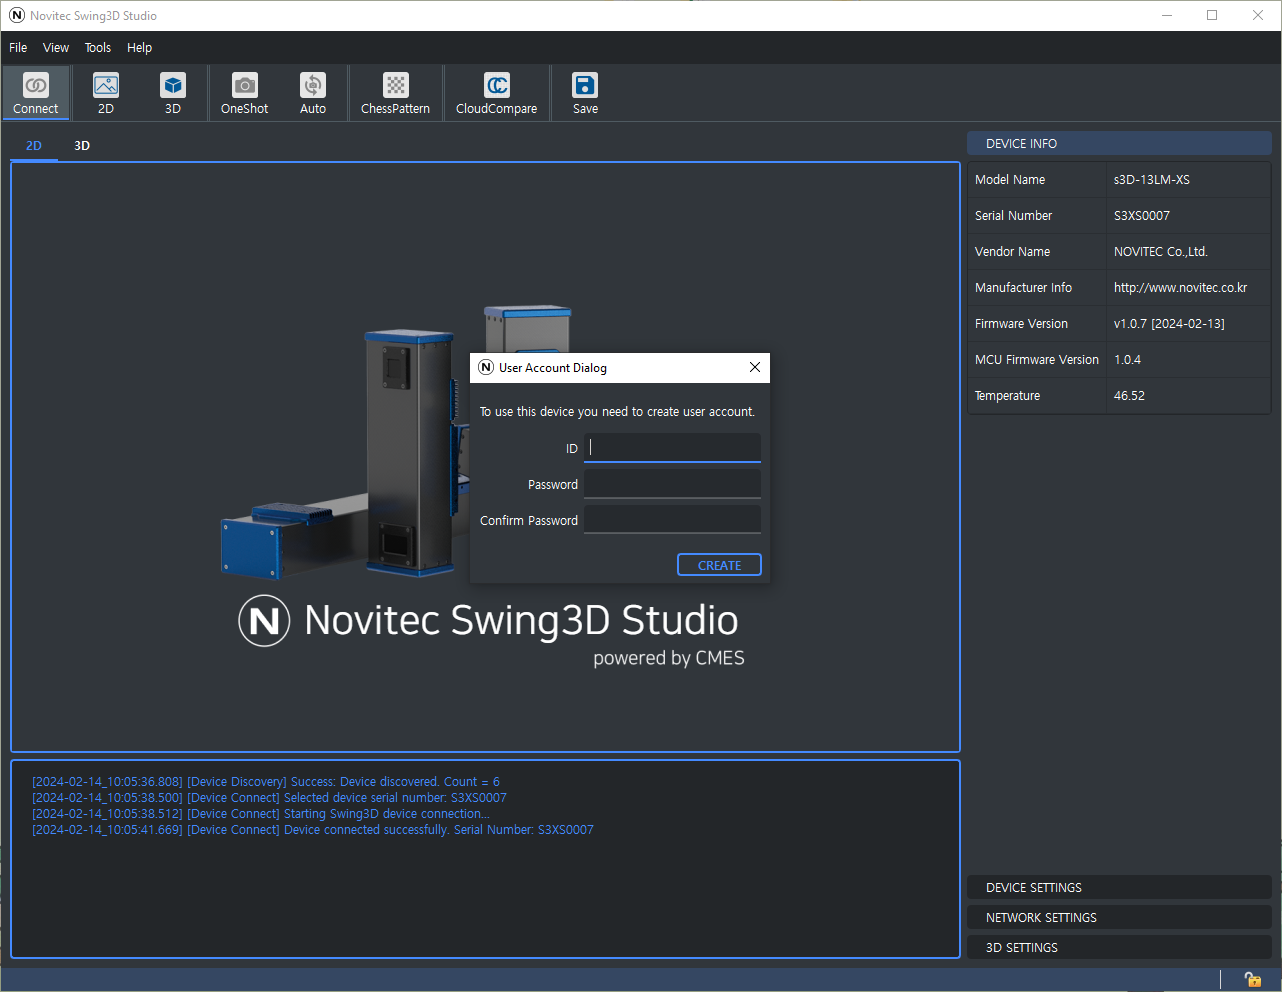 N Novitec Swing3D Studio
File View Tools Help
Connect 2D 3D OneShot Auto ChessPattern CloudCompare Save
2D 3D
DEVICE INFO
Model Name s3D-13LM-XS
Serial Number S3XS0007
Vendor Name NOVITEC Co.,Ltd.
Manufacturer Info http://www.novitec.co.kr
Firmware Version v1.0.7 [2024-02-13]
MCU Firmware Version 1.0.4
Temperature 46.52
N User Account Dialog
To use this device you need to create user account.
ID
Password
Confirm Password
CREATE
N Novitec Swing3D Studio
powered by CMES
[2024-02-14_10:05:36.808] [Device Discovery] Success: Device discovered. Count = 6
[2024-02-14_10:05:38.500] [Device Connect] Selected device serial number: S3XS0007
[2024-02-14_10:05:38.512] [Device Connect] Starting Swing3D device connection...
[2024-02-14_10:05:41.669] [Device Connect] Device connected successfully. Serial Number: S3XS0007
DEVICE SETTINGS
NETWORK SETTINGS
3D SETTINGS